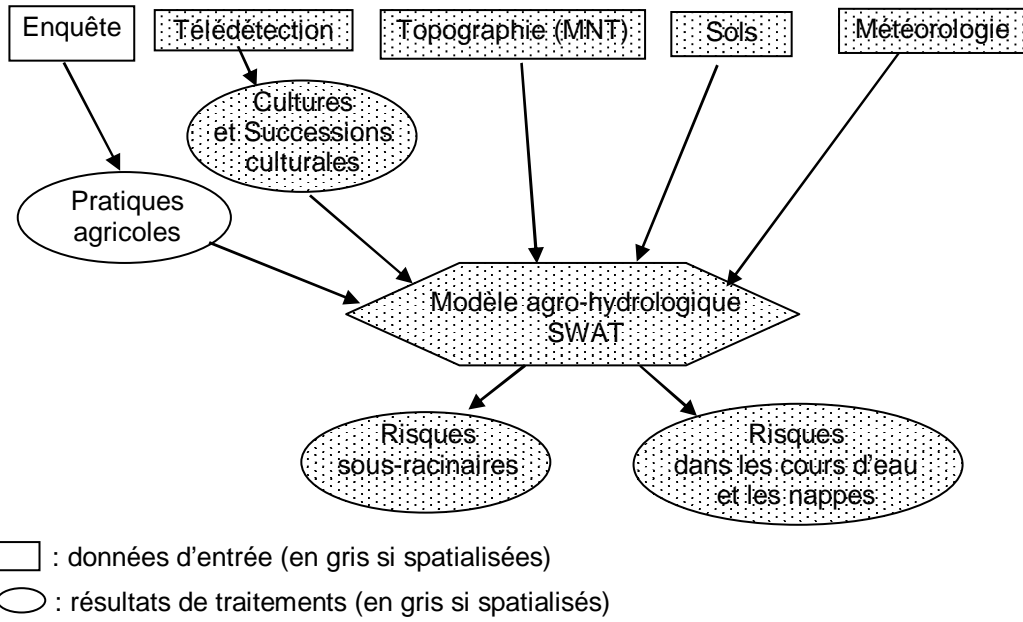 Enquête
Télédétection
Topographie (MNT)
Sols
Météorologie
Cultures
et Successions
culturales
Pratiques
agricoles
Modèle agro-hydrologique
SWAT
Risques
sous-racinaires
Risques
dans les cours d'eau
et les nappes
: données d'entrée (en gris si spatialisées)
: résultats de traitements (en gris si spatialisés)